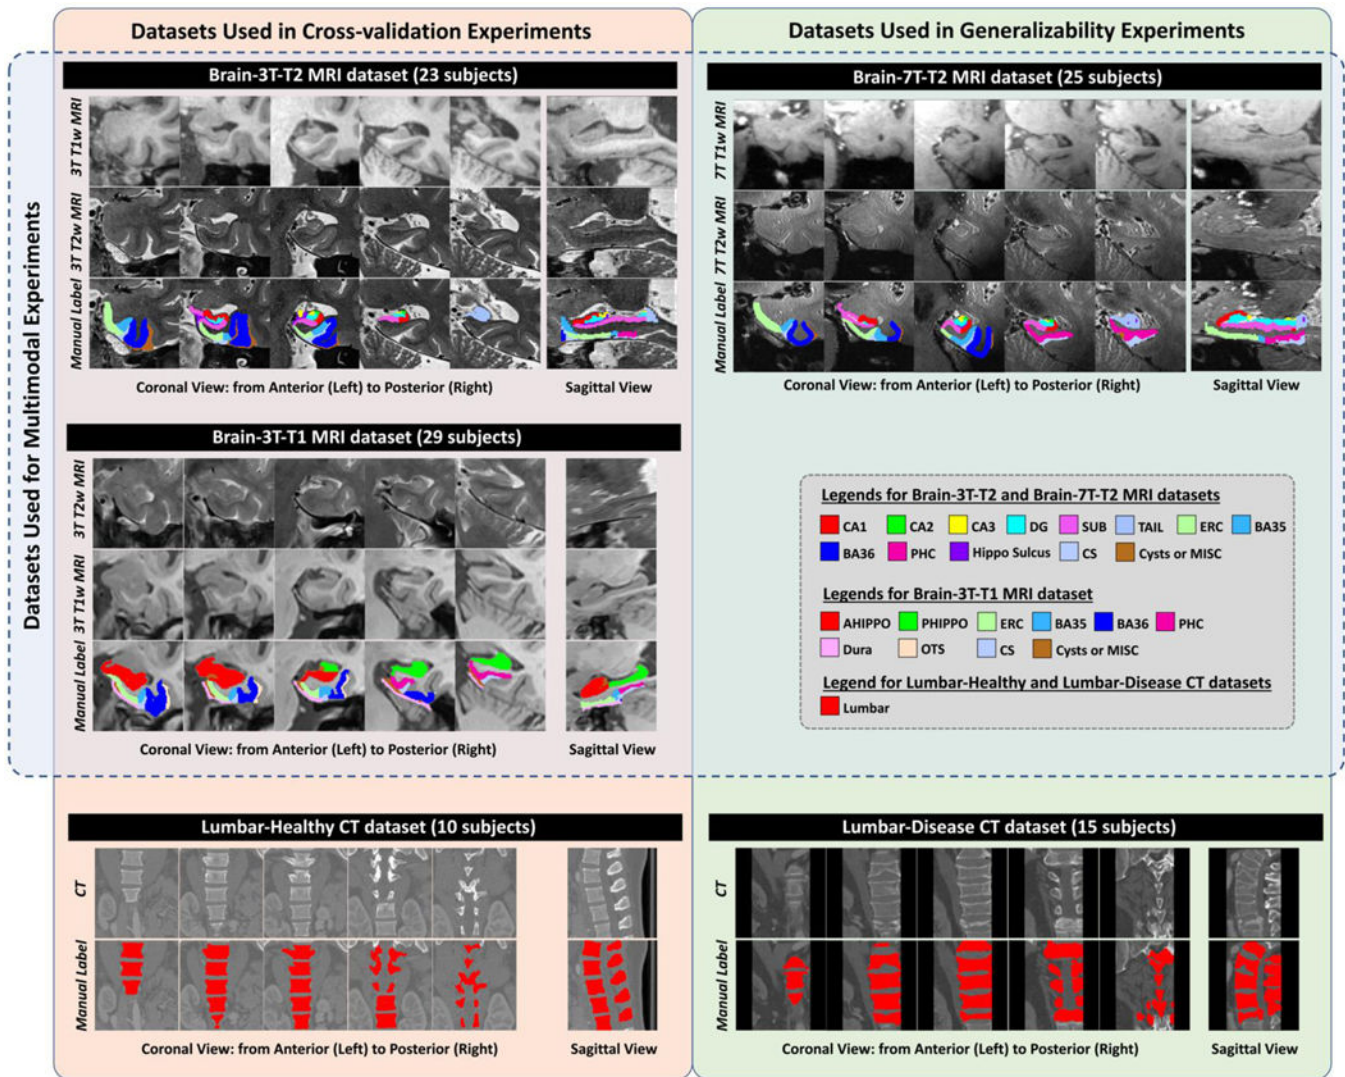 Datasets Used in Cross-validation Experiments
Datasets Used in Generalizability Experiments
Datasets Used for Multimodal Experiments
Brain-3T-T2 MRI dataset (23 subjects)
3T T1w MRI
3T T2w MRI
Manual Label
Coronal View: from Anterior (Left) to Posterior (Right)
Sagittal View
Brain-7T-T2 MRI dataset (25 subjects)
7T T1w MRI
7T T2w MRI
Manual Label
Coronal View: from Anterior (Left) to Posterior (Right)
Sagittal View
Brain-3T-T1 MRI dataset (29 subjects)
3T T2w MRI
3T T1w MRI
Manual Label
Coronal View: from Anterior (Left) to Posterior (Right)
Sagittal View
Legends for Brain-3T-T2 and Brain-7T-T2 MRI datasets
CA1 CA2 CA3 DG SUB TAIL ERC BA35
BA36 PHC Hippo Sulcus CS Cysts or MISC
Legends for Brain-3T-T1 MRI dataset
AHIPPO PHIPPO ERC BA35 BA36 PHC
Dura OTS CS Cysts or MISC
Legend for Lumbar-Healthy and Lumbar-Disease CT datasets
Lumbar
Lumbar-Healthy CT dataset (10 subjects)
CT
Manual Label
Coronal View: from Anterior (Left) to Posterior (Right)
Sagittal View
Lumbar-Disease CT dataset (15 subjects)
CT
Manual Label
Coronal View: from Anterior (Left) to Posterior (Right)
Sagittal View